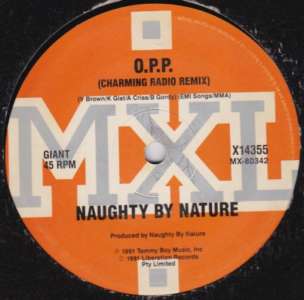 O.P.P.
(CHARMING RADIO REMIX)
(V Brown/K Gist/A Criss/B Gordy)-(EMI Songs/MMA)
MXL
GIANT
45 RPM
X14355
MX-80342
NAUGHTY BY NATURE
Produced by Naughty By Nature
℗ 1991 Tommy Boy Music, Inc
© 1991 Liberation Records
Pty Limited